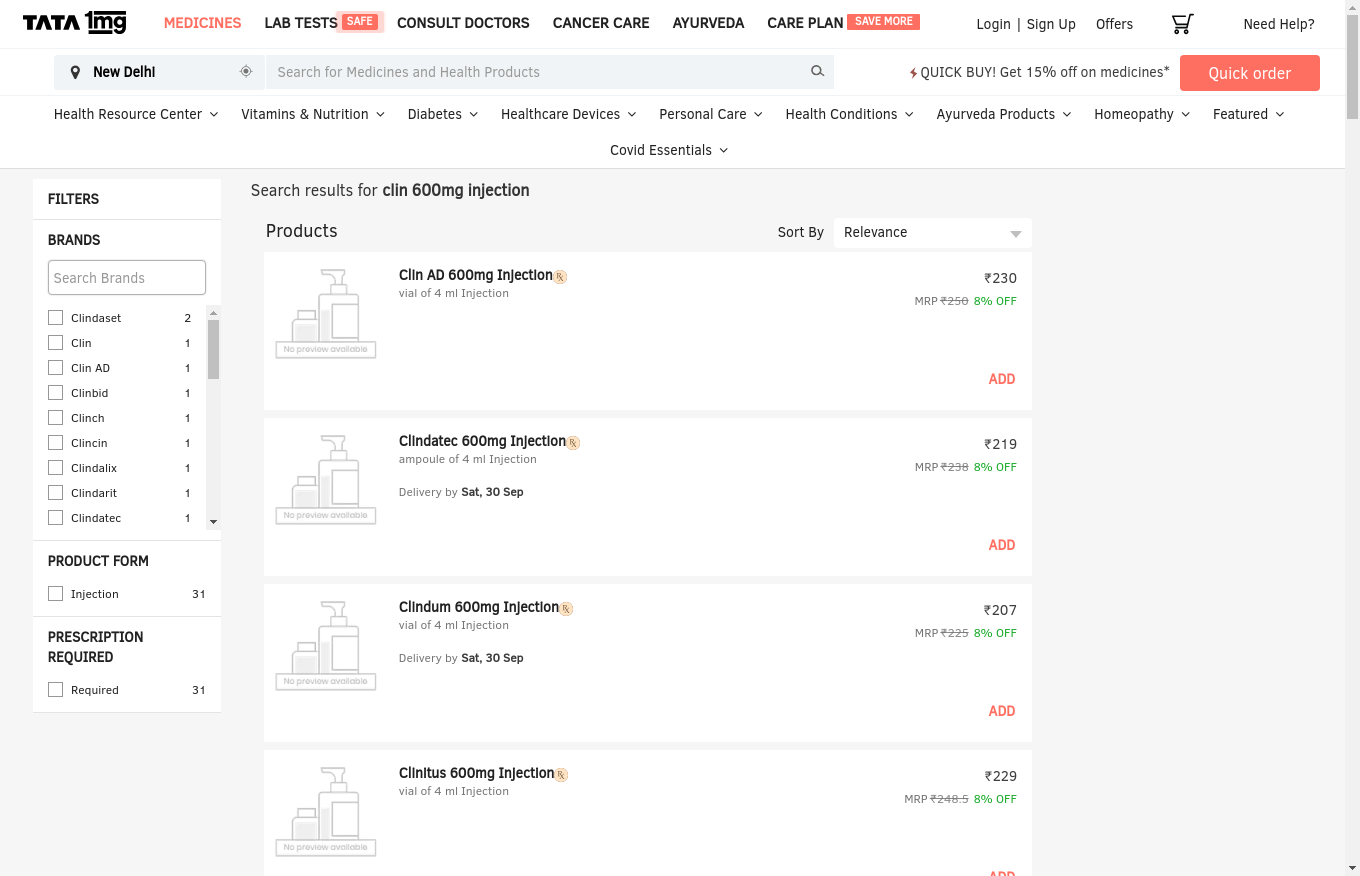 TATA 1mg
MEDICINES LAB TESTS SAFE CONSULT DOCTORS CANCER CARE AYURVEDA CARE PLAN SAVE MORE Login | Sign Up Offers Need Help?
New Delhi Search for Medicines and Health Products QUICK BUY! Get 15% off on medicines* Quick order
Health Resource Center Vitamins & Nutrition Diabetes Healthcare Devices Personal Care Health Conditions Ayurveda Products Homeopathy Featured
Covid Essentials
FILTERS
BRANDS
Search Brands
Clindaset 2
Clin 1
Clin AD 1
Clinbid 1
Clinch 1
Clincin 1
Clindalix 1
Clindarit 1
Clindatec 1
PRODUCT FORM
Injection 31
PRESCRIPTION
REQUIRED
Required 31
Search results for clin 600mg injection
Products Sort By Relevance
No preview available
Clin AD 600mg Injection ℞
vial of 4 ml Injection
₹230
MRP ₹250 8% OFF
ADD
No preview available
Clindatec 600mg Injection ℞
ampoule of 4 ml Injection
Delivery by Sat, 30 Sep
₹219
MRP ₹238 8% OFF
ADD
No preview available
Clindum 600mg Injection ℞
vial of 4 ml Injection
Delivery by Sat, 30 Sep
₹207
MRP ₹225 8% OFF
ADD
No preview available
Clinitus 600mg Injection ℞
vial of 4 ml Injection
₹229
MRP ₹248.5 8% OFF
ADD